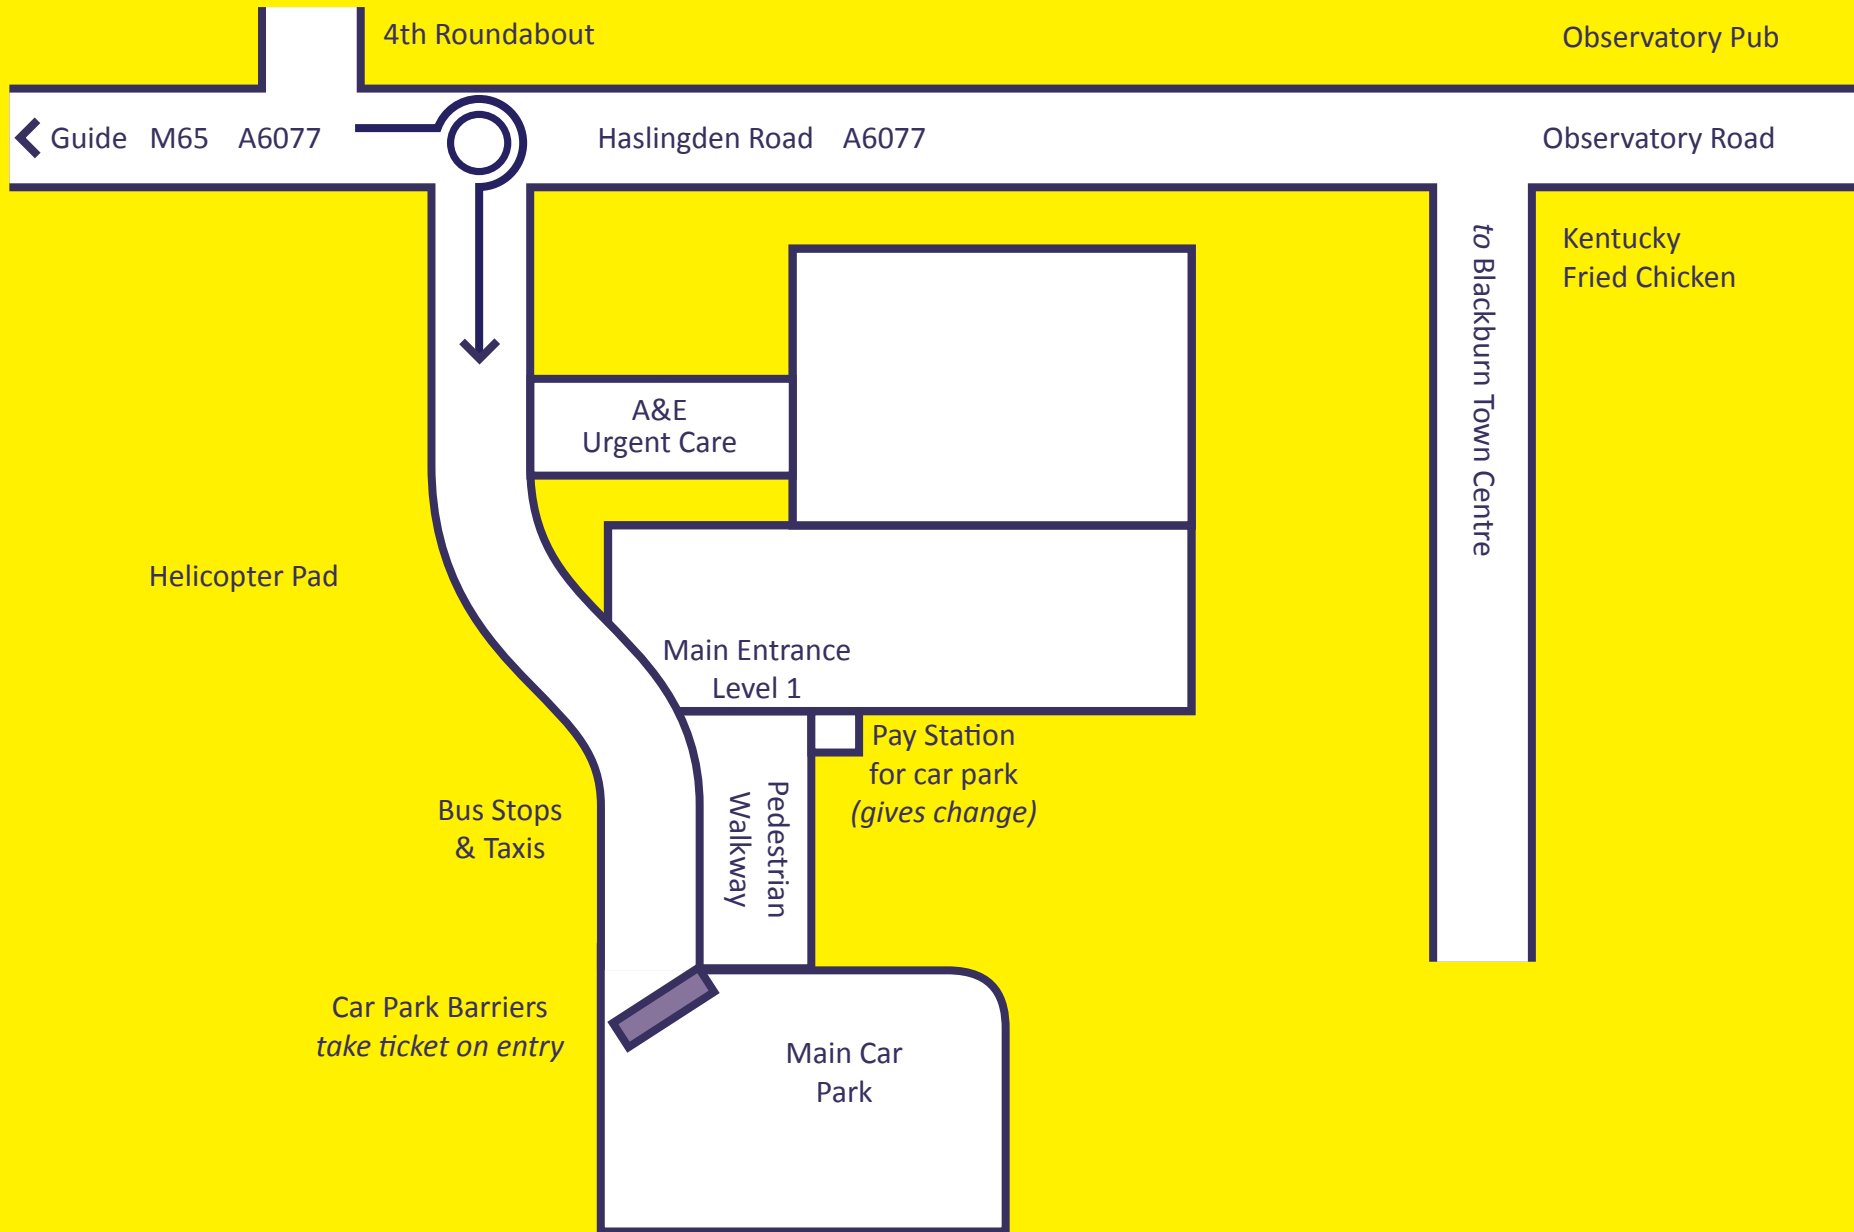 4th Roundabout
Observatory Pub
Guide M65 A6077
Haslingden Road A6077
Observatory Road
to Blackburn Town Centre
Kentucky
Fried Chicken
A&E
Urgent Care
Helicopter Pad
Main Entrance
Level 1
Pay Station
for car park
(gives change)
Pedestrian
Walkway
Bus Stops
& Taxis
Car Park Barriers
take ticket on entry
Main Car
Park